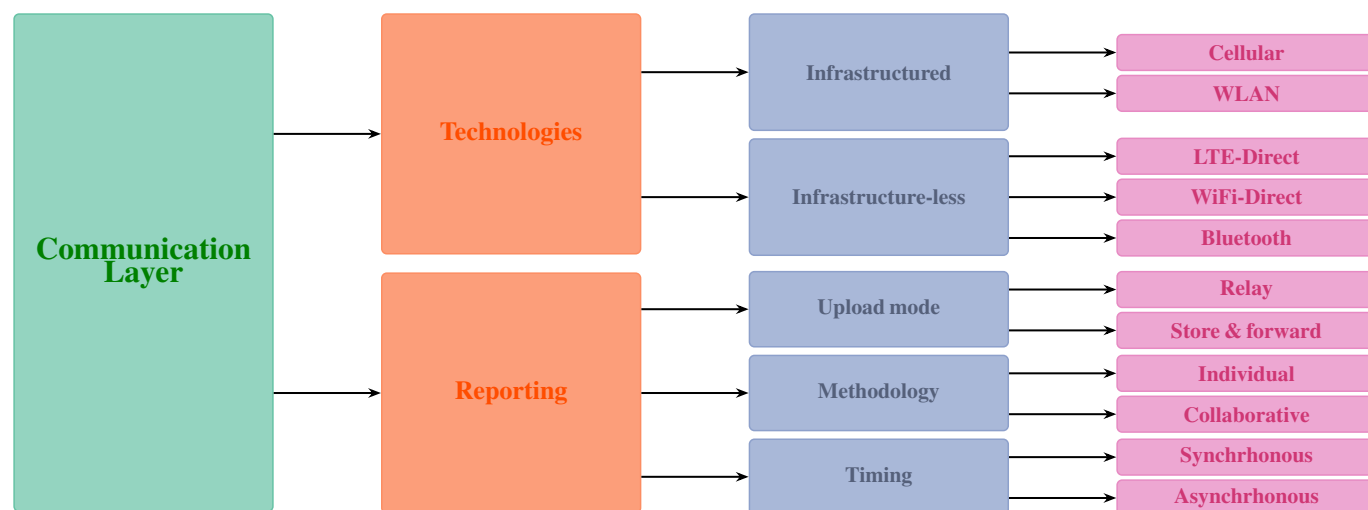 Communication
Layer
Technologies
Reporting
Infrastructured
Infrastructure-less
Upload mode
Methodology
Timing
Cellular
WLAN
LTE-Direct
WiFi-Direct
Bluetooth
Relay
Store & forward
Individual
Collaborative
Synchrhonous
Asynchrhonous